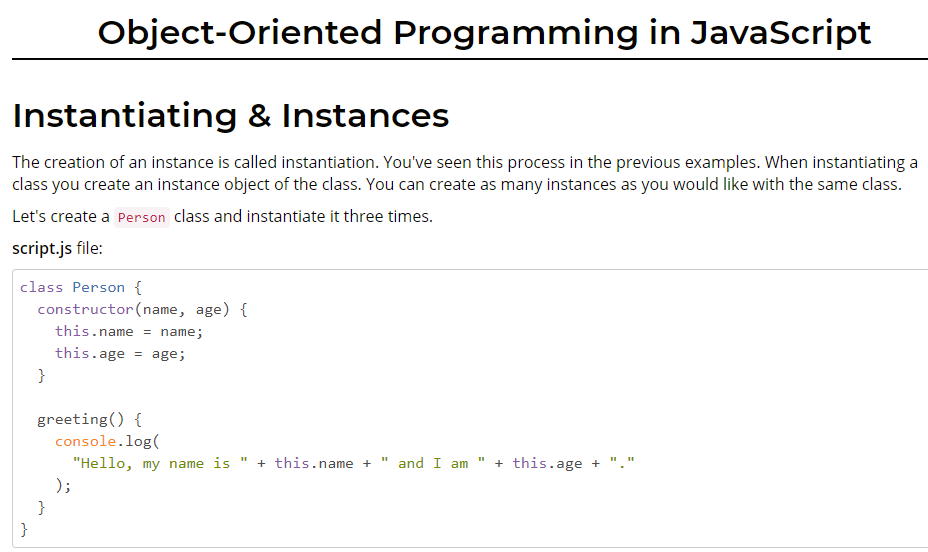 Object-Oriented Programming in JavaScript
Instantiating & Instances
The creation of an instance is called instantiation. You've seen this process in the previous examples. When instantiating a
class you create an instance object of the class. You can create as many instances as you would like with the same class.
Let's create a Person class and instantiate it three times.
script.js file:
class Person {
  constructor(name, age) {
    this.name = name;
    this.age = age;
  }

  greeting() {
    console.log(
      "Hello, my name is " + this.name + " and I am " + this.age + "."
    );
  }
}